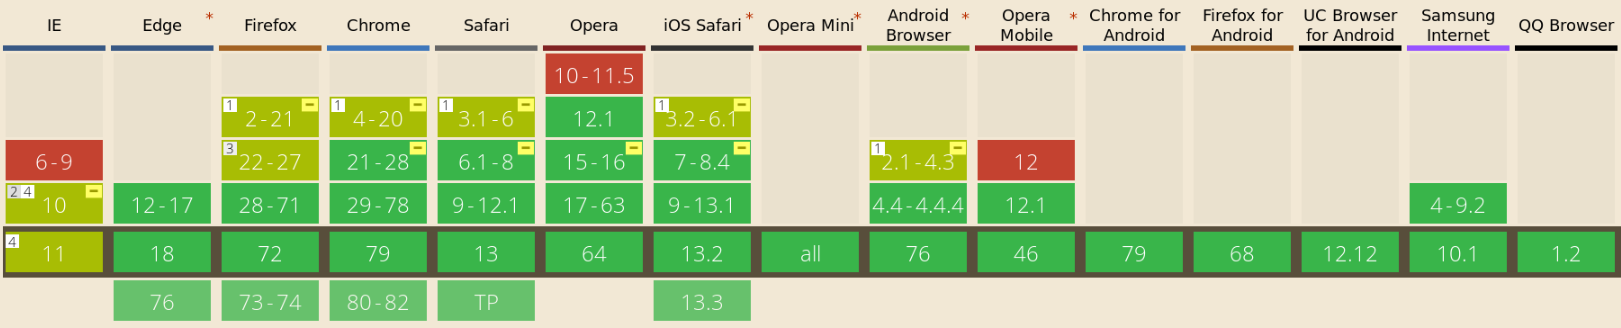 IE Edge * Firefox Chrome Safari Opera iOS Safari * Opera Mini * Android Browser * Opera Mobile * Chrome for Android Firefox for Android UC Browser for Android Samsung Internet QQ Browser
10-11.5
1 2-21 1 4-20 1 3.1-6 12.1 1 3.2-6.1
6-9 3 22-27 21-28 6.1-8 15-16 7-8.4 1 2.1-4.3 12
2 4 10 12-17 28-71 29-78 9-12.1 17-63 9-13.1 4.4-4.4.4 12.1 4-9.2
4 11 18 72 79 13 64 13.2 all 76 46 79 68 12.12 10.1 1.2
76 73-74 80-82 TP 13.3